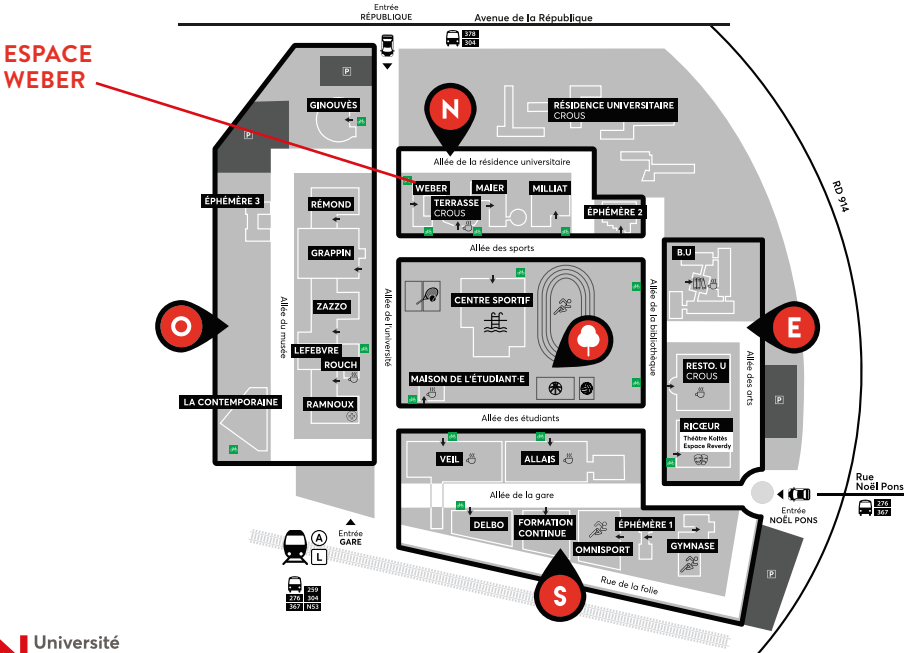 Entrée
RÉPUBLIQUE
Avenue de la République
378
304
ESPACE
WEBER
P
GINOUVÈS
N
RÉSIDENCE UNIVERSITAIRE
CROUS
P
Allée de la résidence universitaire
RD 914
WEBER
MAIER
MILLIAT
TERRASSE
CROUS
ÉPHÉMÈRE 3
RÉMOND
ÉPHÉMÈRE 2
Allée des sports
GRAPPIN
B.U
Allée du musée
Allée de l'université
Allée de la bibliothèque
ZAZZO
CENTRE SPORTIF
O
E
LEFEBVRE
ROUCH
Allée des arts
RESTO. U
CROUS
MAISON DE L'ÉTUDIANT·E
LA CONTEMPORAINE
RAMNOUX
P
Allée des étudiants
RICŒUR
Théâtre Koltès
Espace Reverdy
VEIL
ALLAIS
Rue
Noël Pons
Allée de la gare
276
367
Entrée
NOËL PONS
DELBO
FORMATION
CONTINUE
ÉPHÉMÈRE 1
OMNISPORT
GYMNASE
Entrée
GARE
A
L
P
Rue de la Folie
S
259
276 304
367 N53
Université